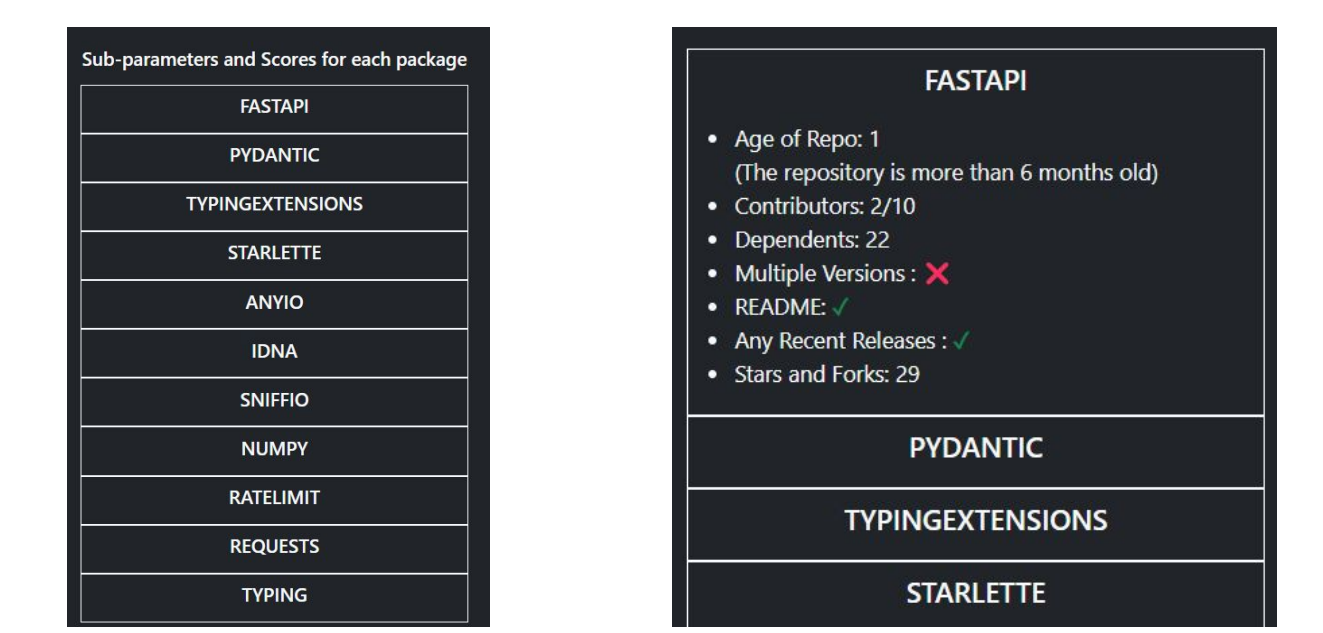 Sub-parameters and Scores for each package
FASTAPI
PYDANTIC
TYPINGEXTENSIONS
STARLETTE
ANYIO
IDNA
SNIFFIO
NUMPY
RATELIMIT
REQUESTS
TYPING
FASTAPI
• Age of Repo: 1
(The repository is more than 6 months old)
• Contributors: 2/10
• Dependents: 22
• Multiple Versions : ❌
• README: ✓
• Any Recent Releases : ✓
• Stars and Forks: 29
PYDANTIC
TYPINGEXTENSIONS
STARLETTE